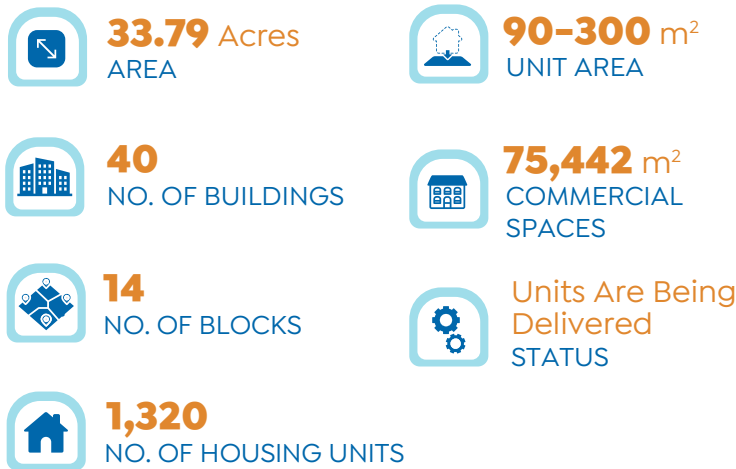 33.79 Acres
AREA
90-300 m²
UNIT AREA
40
NO. OF BUILDINGS
75,442 m²
COMMERCIAL
SPACES
14
NO. OF BLOCKS
Units Are Being
Delivered
STATUS
1,320
NO. OF HOUSING UNITS